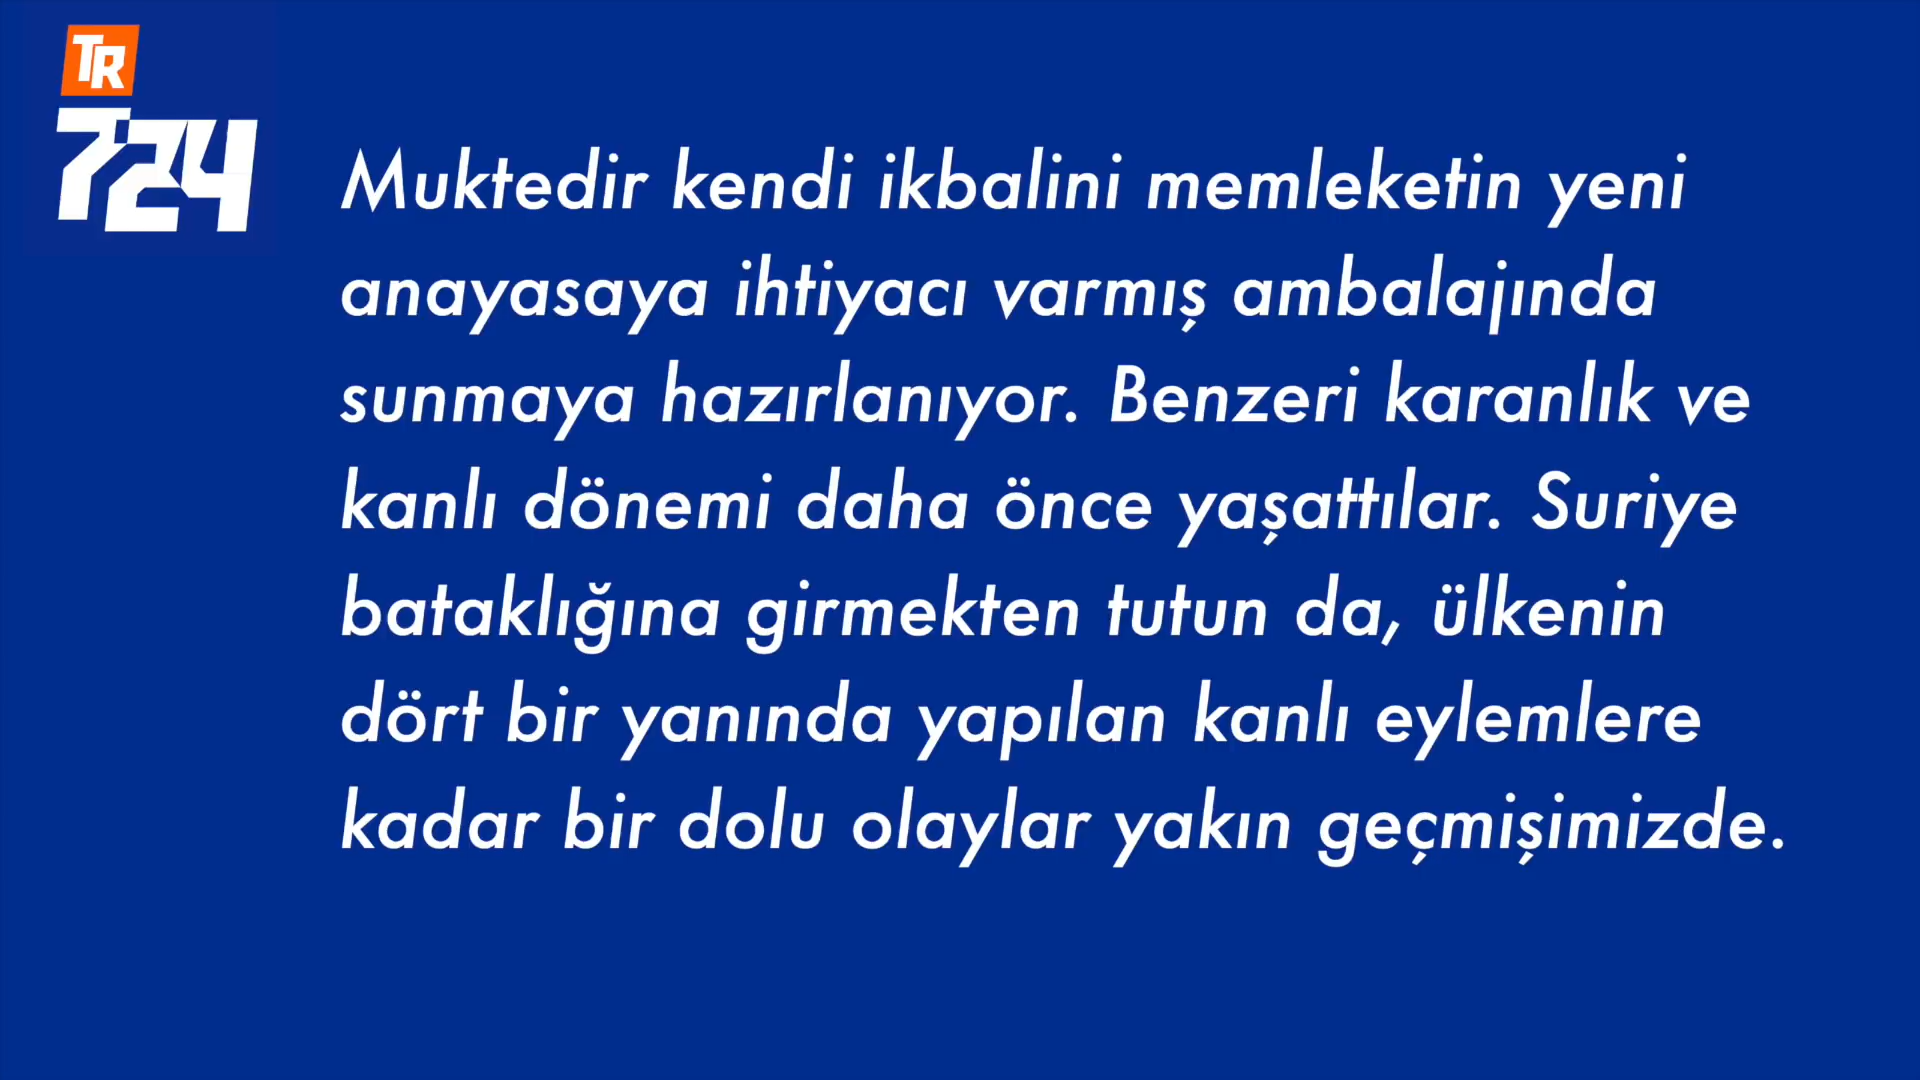 TR
724
Muktedir kendi ikbalini memleketin yeni
anayasaya ihtiyacı varmış ambalajında
sunmaya hazırlanıyor. Benzeri karanlık ve
kanlı dönemi daha önce yaşattılar. Suriye
bataklığına girmekten tutun da, ülkenin
dört bir yanında yapılan kanlı eylemlere
kadar bir dolu olaylar yakın geçmişimizde.